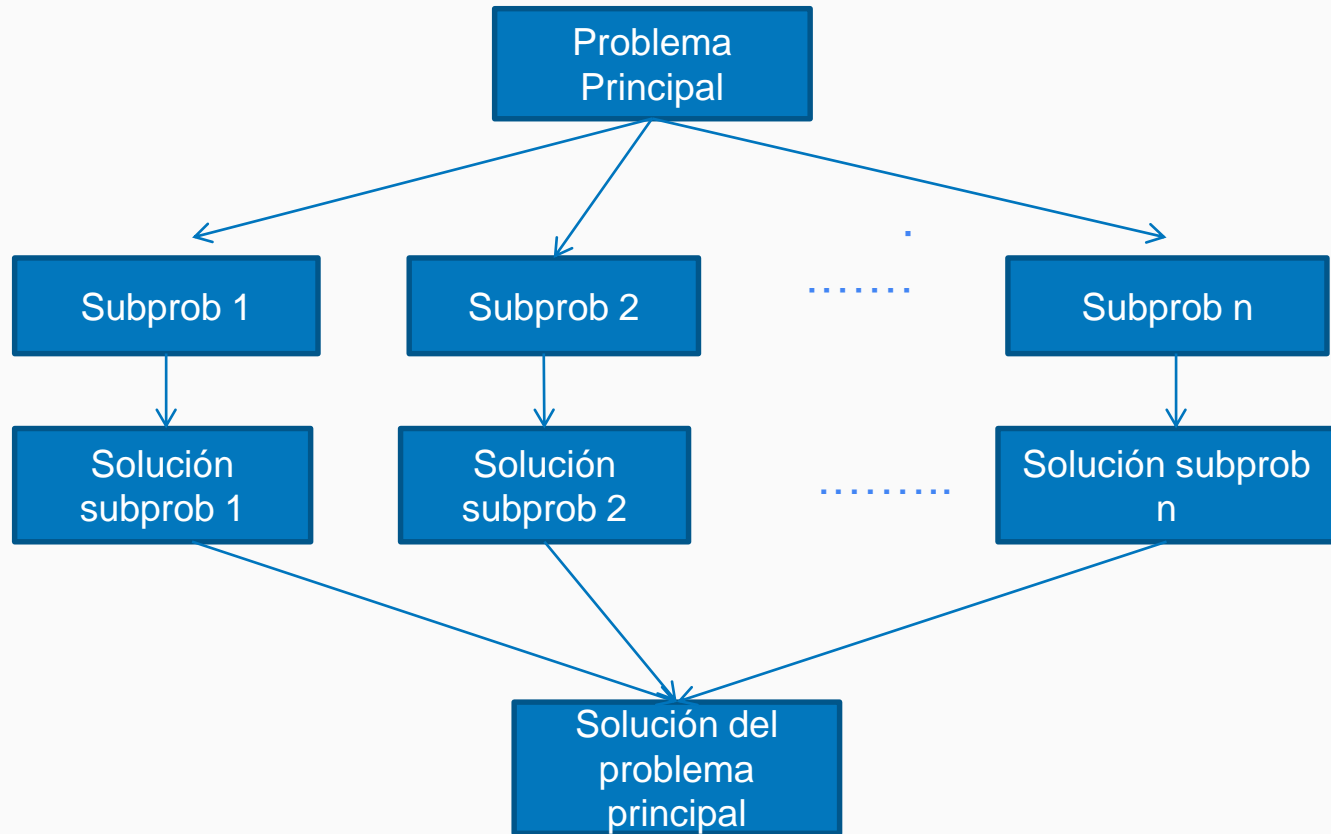 Problema
Principal
Subprob 1
Subprob 2
.
.......
Subprob n
Solución
subprob 1
Solución
subprob 2
.........
Solución subprob
n
Solución del
problema
principal